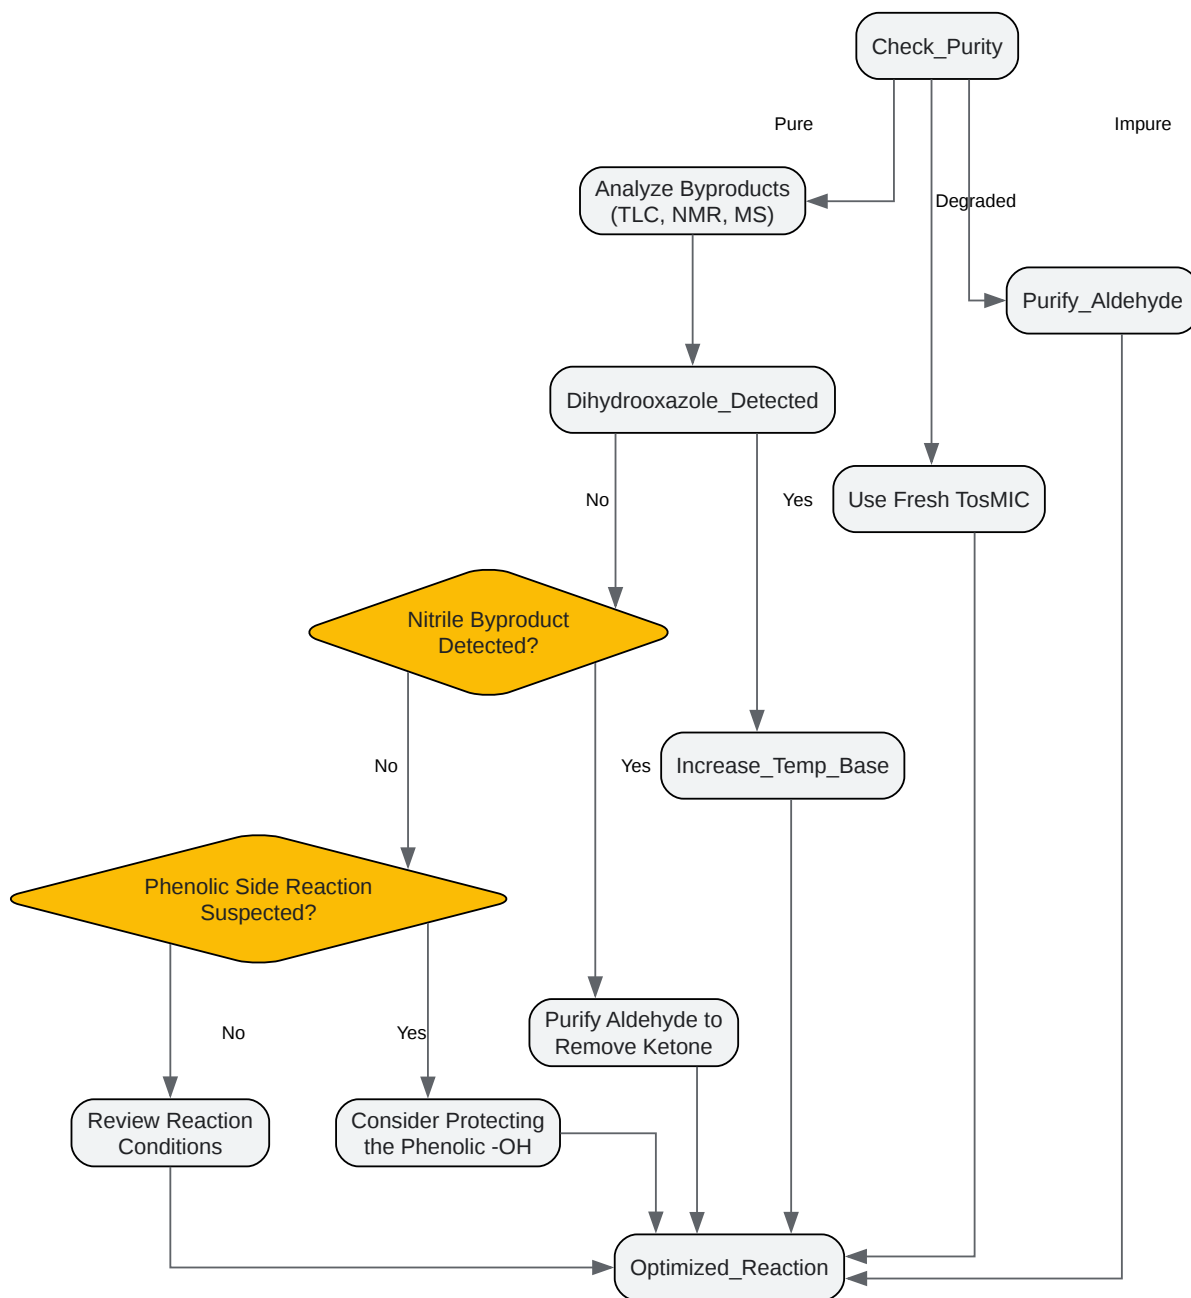 Check_Purity
Pure
Impure
Analyze Byproducts
(TLC, NMR, MS)
Degraded
Purify_Aldehyde
Dihydrooxazole_Detected
No
Yes
Use Fresh TosMIC
Nitrile Byproduct
Detected?
No
Yes
Increase_Temp_Base
Phenolic Side Reaction
Suspected?
No
Yes
Purify Aldehyde to
Remove Ketone
Review Reaction
Conditions
Consider Protecting
the Phenolic -OH
Optimized_Reaction